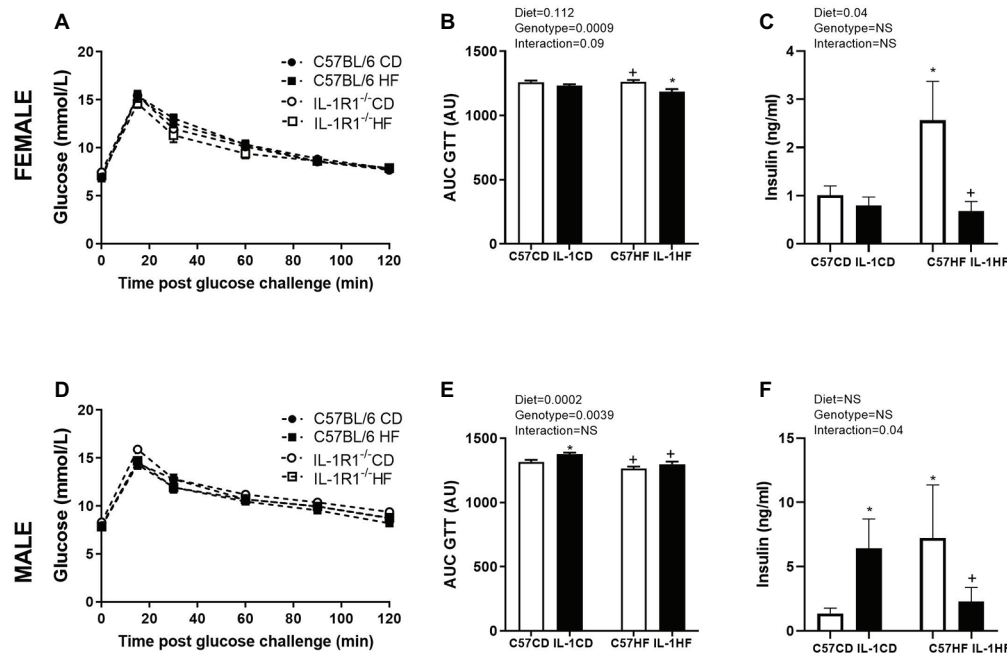 FEMALE
A
20
15
10
5
0
Glucose (mmol/L)
C57BL/6 CD
C57BL/6 HF
IL-1R1-/-CD
IL-1R1-/-HF
0 20 40 60 80 100 120
Time post glucose challenge (min)
B
Diet=0.112
Genotype=0.0009
Interaction=0.09
1500
1000
500
0
AUC GTT (AU)
+
*
C57CD IL-1CD C57HF IL-1HF
C
Diet=0.04
Genotype=NS
Interaction=NS
4
3
2
1
0
Insulin (ng/ml)
*
+
C57CD IL-1CD C57HF IL-1HF
MALE
D
20
15
10
5
0
Glucose (mmol/L)
C57BL/6 CD
C57BL/6 HF
IL-1R1-/-CD
IL-1R1-/-HF
0 20 40 60 80 100 120
Time post glucose challenge (min)
E
Diet=0.0002
Genotype=0.0039
Interaction=NS
1500
1000
500
0
AUC GTT (AU)
*
+
+
C57CD IL-1CD C57HF IL-1HF
F
Diet=NS
Genotype=NS
Interaction=0.04
15
10
5
0
Insulin (ng/ml)
*
*
+
C57CD IL-1CD C57HF IL-1HF